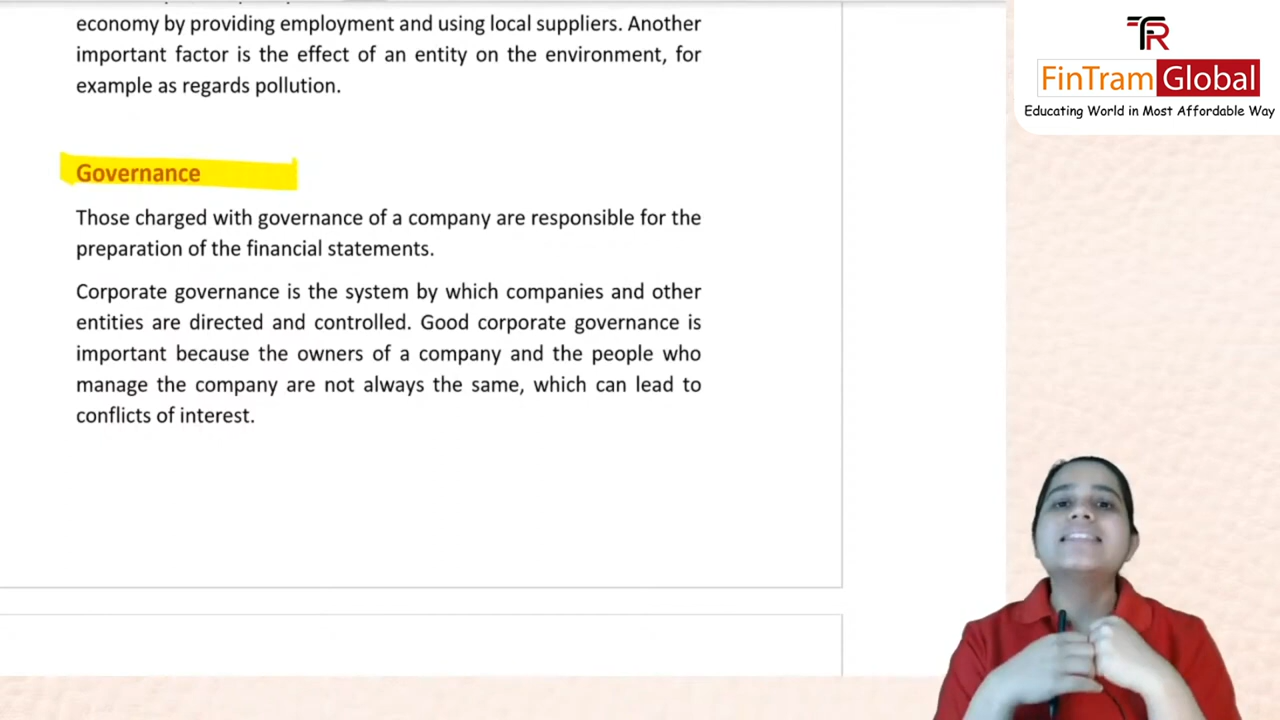 economy by providing employment and using local suppliers. Another
important factor is the effect of an entity on the environment, for
example as regards pollution.
Governance
Those charged with governance of a company are responsible for the
preparation of the financial statements.
Corporate governance is the system by which companies and other
entities are directed and controlled. Good corporate governance is
important because the owners of a company and the people who
manage the company are not always the same, which can lead to
conflicts of interest.
TR
FinTram Global
Educating World in Most Affordable Way